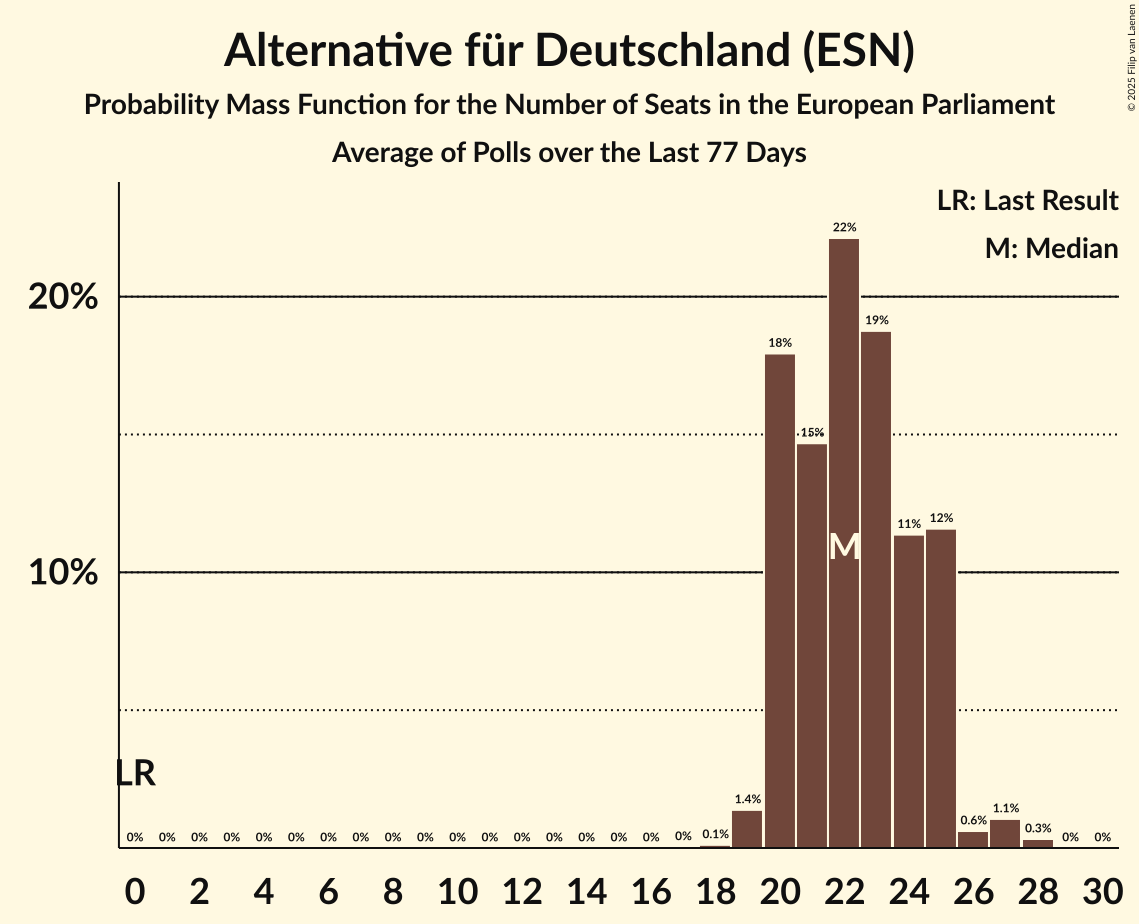 Alternative für Deutschland (ESN)
Probability Mass Function for the Number of Seats in the European Parliament
Average of Polls over the Last 77 Days
© 2025 Filip van Laenen
LR: Last Result
M: Median
22%
20%
19%
18%
15%
M
12%
11%
10%
LR
1.4%
1.1%
0.6%
0.3%
0% 0% 0% 0% 0% 0% 0% 0% 0% 0% 0% 0% 0% 0% 0% 0% 0% 0% 0.1% 0% 0%
0 2 4 6 8 10 12 14 16 18 20 22 24 26 28 30